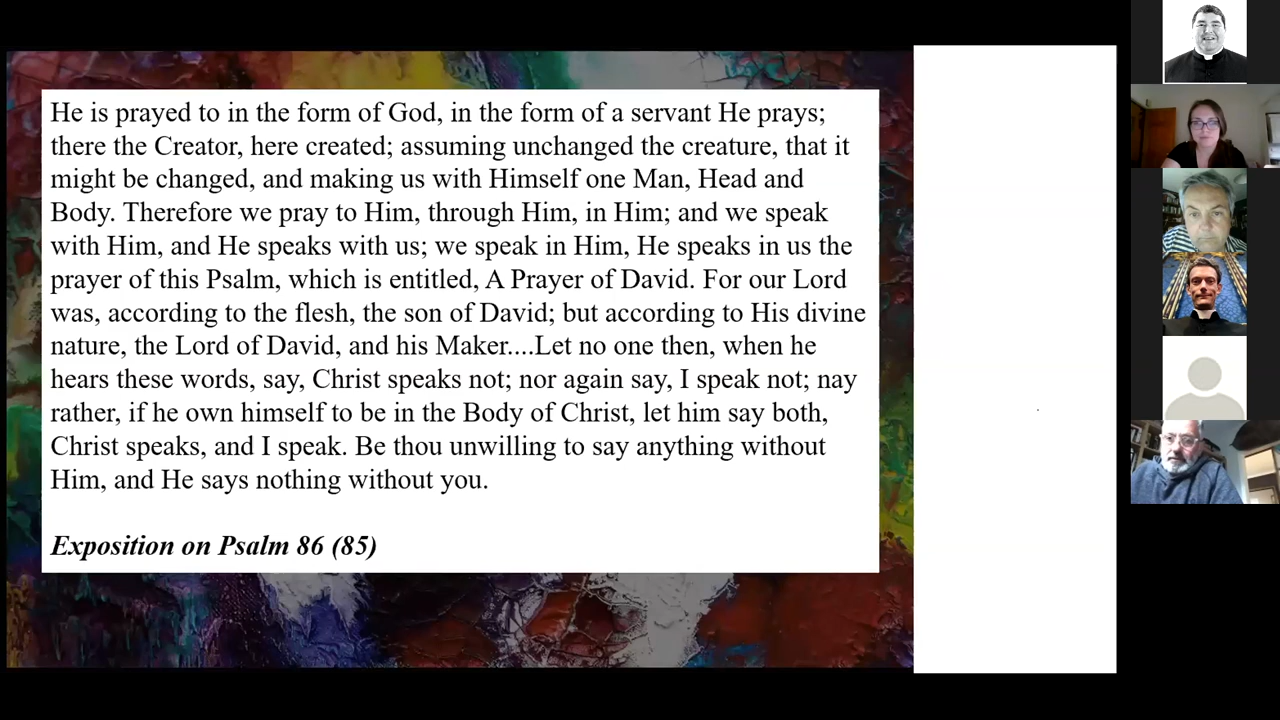 He is prayed to in the form of God, in the form of a servant He prays;
there the Creator, here created; assuming unchanged the creature, that it
might be changed, and making us with Himself one Man, Head and
Body. Therefore we pray to Him, through Him, in Him; and we speak
with Him, and He speaks with us; we speak in Him, He speaks in us the
prayer of this Psalm, which is entitled, A Prayer of David. For our Lord
was, according to the flesh, the son of David; but according to His divine
nature, the Lord of David, and his Maker....Let no one then, when he
hears these words, say, Christ speaks not; nor again say, I speak not; nay
rather, if he own himself to be in the Body of Christ, let him say both,
Christ speaks, and I speak. Be thou unwilling to say anything without
Him, and He says nothing without you.
Exposition on Psalm 86 (85)